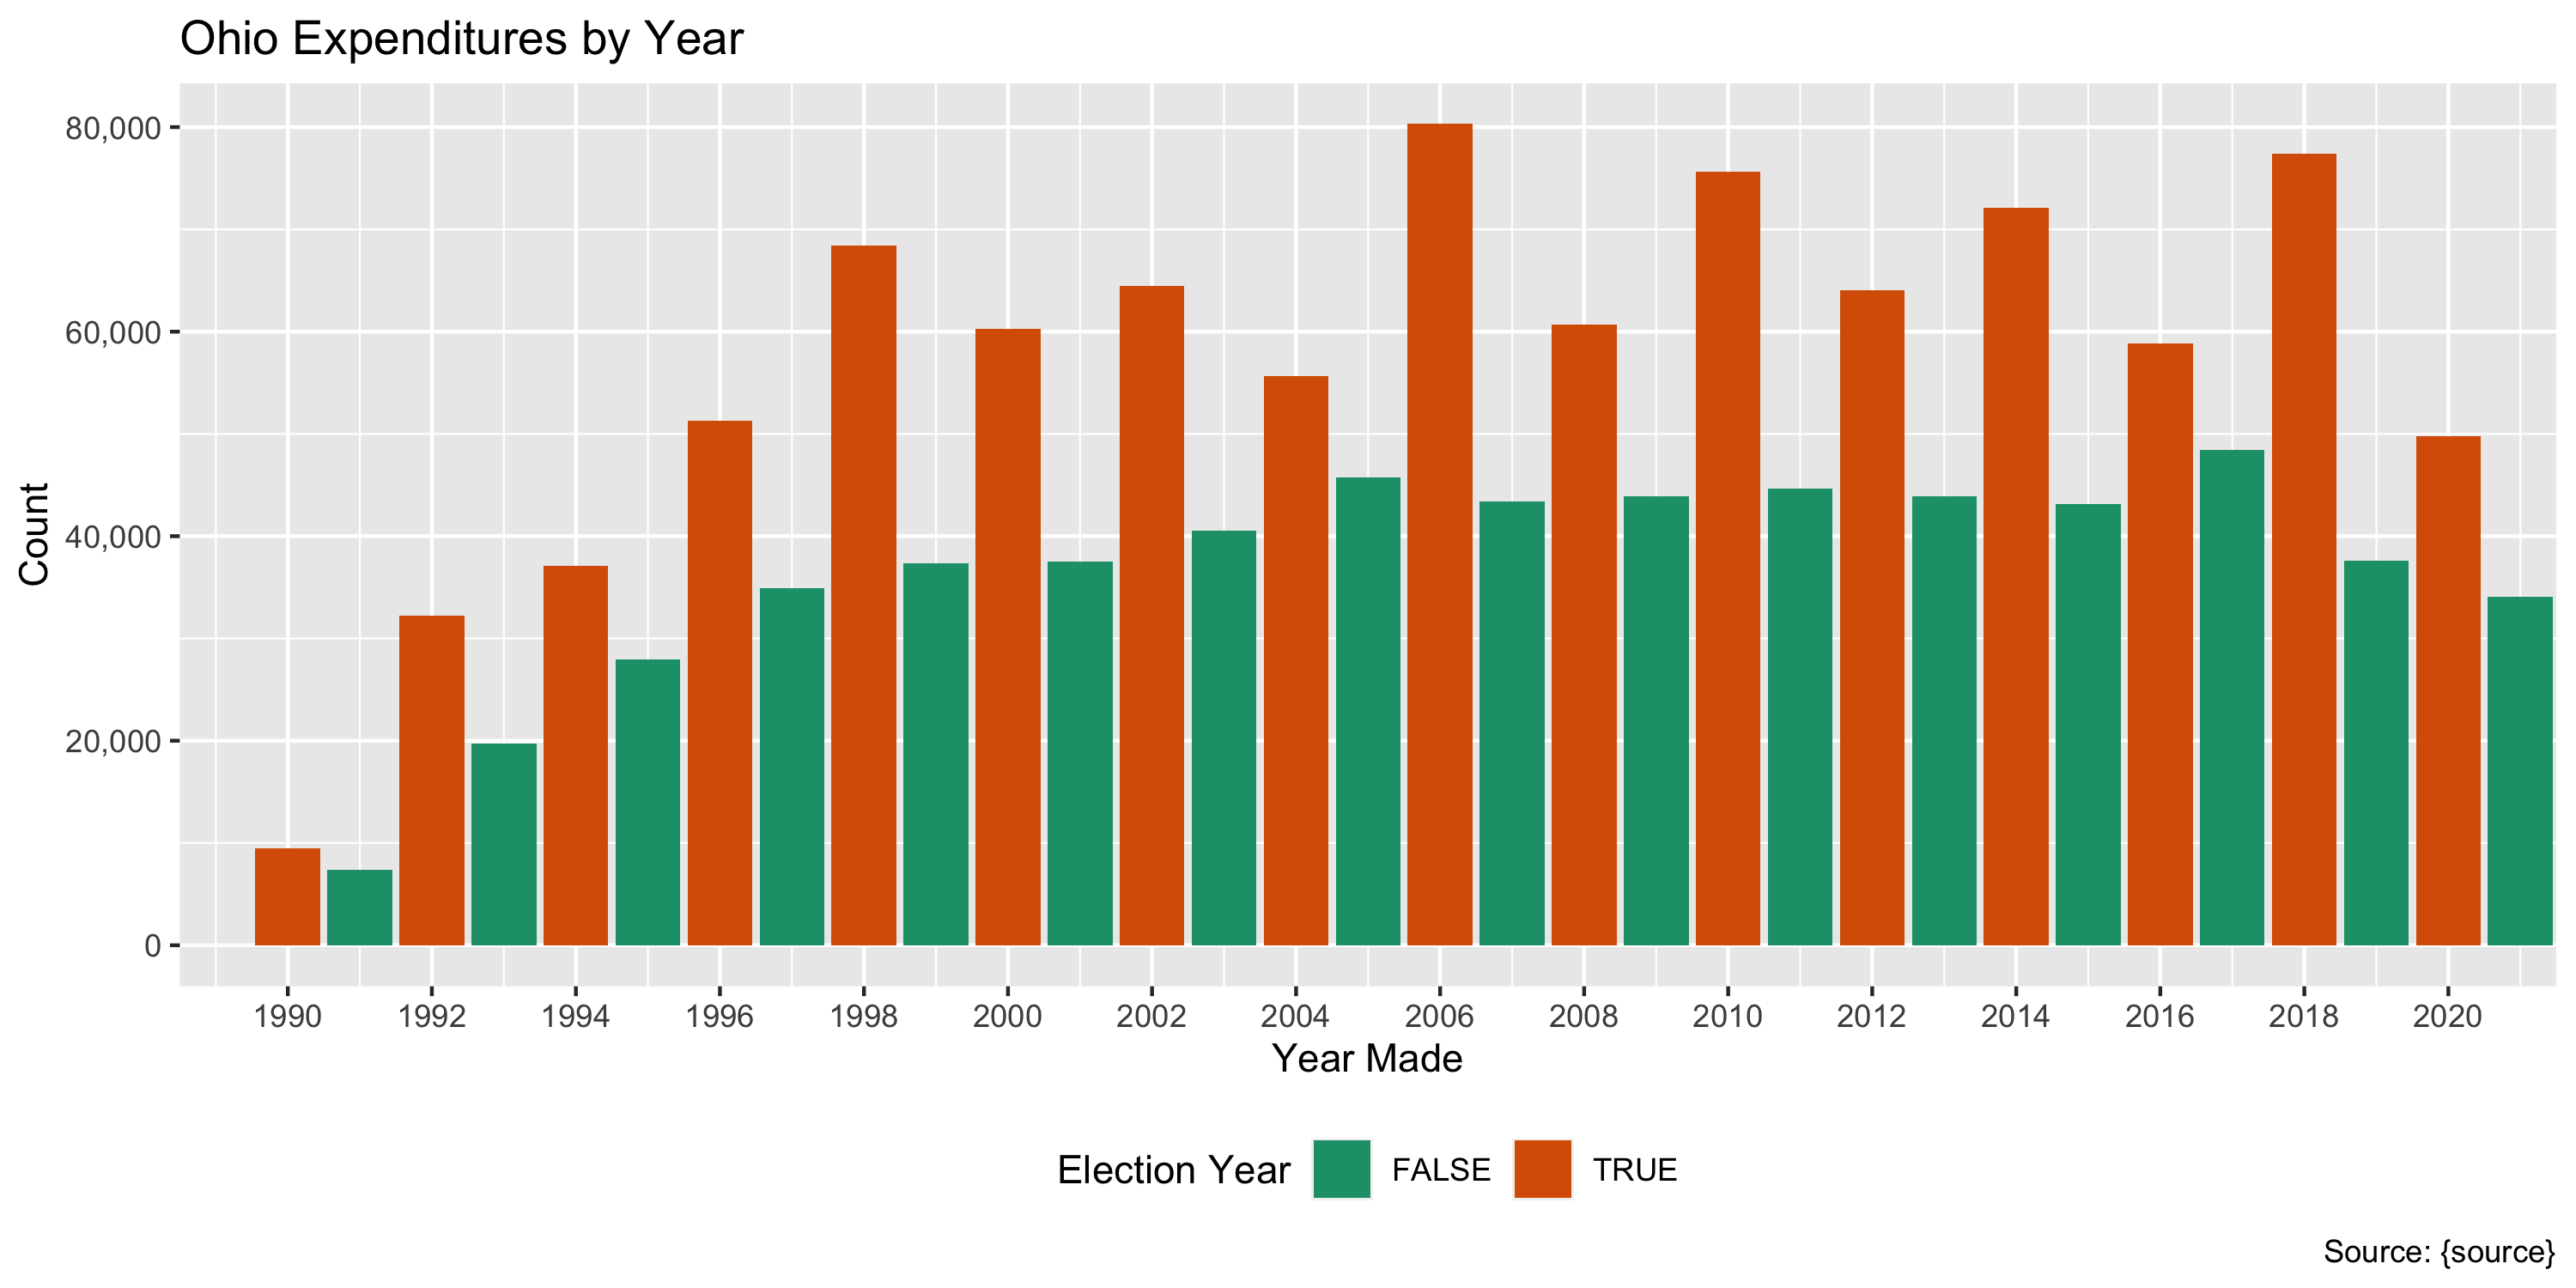 Ohio Expenditures by Year
80,000
60,000
40,000
20,000
0
Count
1990 1992 1994 1996 1998 2000 2002 2004 2006 2008 2010 2012 2014 2016 2018 2020
Year Made
Election Year FALSE TRUE
Source: {source}